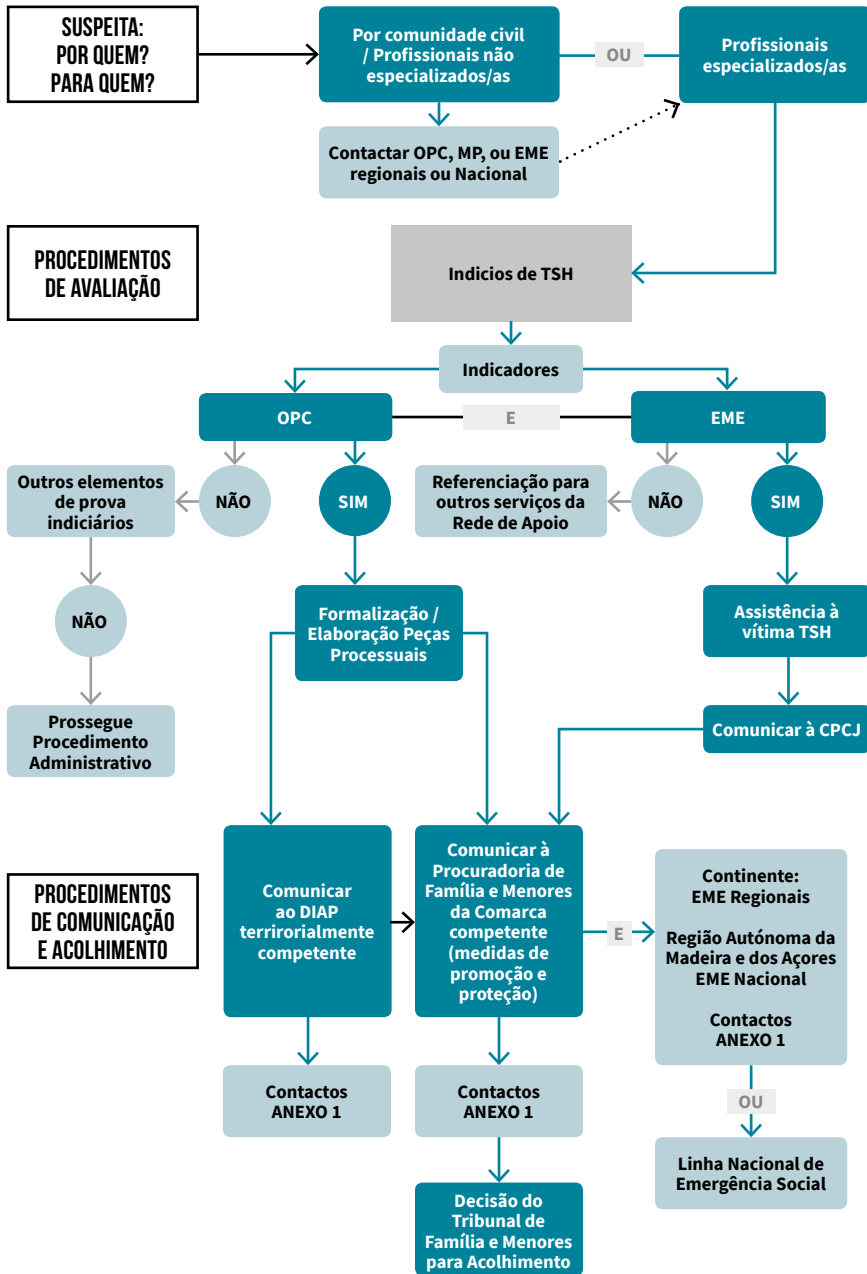 SUSPEITA:
POR QUEM?
PARA QUEM?
Por comunidade civil
/ Profissionais não
especializados/as
OU
Profissionais
especializados/as
Contactar OPC, MP, ou EME
regionais ou Nacional
PROCEDIMENTOS
DE AVALIAÇÃO
Indicios de TSH
Indicadores
OPC
E
EME
Outros elementos
de prova
indiciários
NÃO
SIM
Referenciação para
outros serviços da
Rede de Apoio
NÃO
SIM
NÃO
Formalização /
Elaboração Peças
Processuais
Assistência à
vítima TSH
Prossegue
Procedimento
Administrativo
Comunicar à CPCJ
PROCEDIMENTOS
DE COMUNICAÇÃO
E ACOLHIMENTO
Comunicar
ao DIAP
terrirorialmente
competente
Comunicar à
Procuradoria de
Família e Menores
da Comarca
competente
(medidas de
promoção e
proteção)
E
Continente:
EME Regionais
Região Autónoma da
Madeira e dos Açores
EME Nacional
Contactos
ANEXO 1
Contactos
ANEXO 1
Contactos
ANEXO 1
OU
Linha Nacional de
Emergência Social
Decisão do
Tribunal de
Família e Menores
para Acolhimento